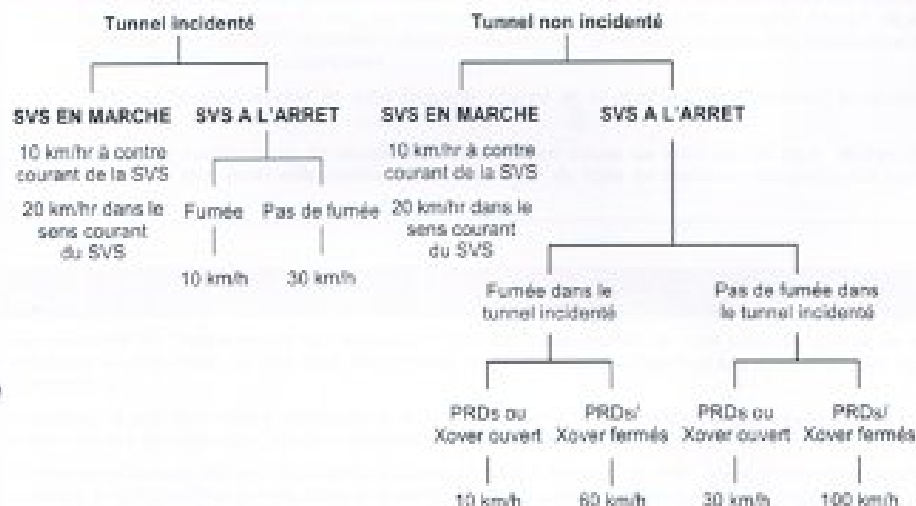 Tunnel incidenté
SVS EN MARCHE
10 km/hr à contre
courant de la SVS
20 km/hr dans le
sens courant
du SVS
SVS A L'ARRET
Fumée
10 km/h
Pas de fumée
30 km/h
Tunnel non incidenté
SVS EN MARCHE
10 km/hr à contre
courant de la SVS
20 km/hr dans le
sens courant
du SVS
SVS A L'ARRET
Fumée dans le
tunnel incidenté
PRDs ou
Xover ouvert
10 km/h
PRDs/
Xover fermés
60 km/h
Pas de fumée dans
le tunnel incidenté
PRDs ou
Xover ouvert
30 km/h
PRDs/
Xover fermés
100 km/h